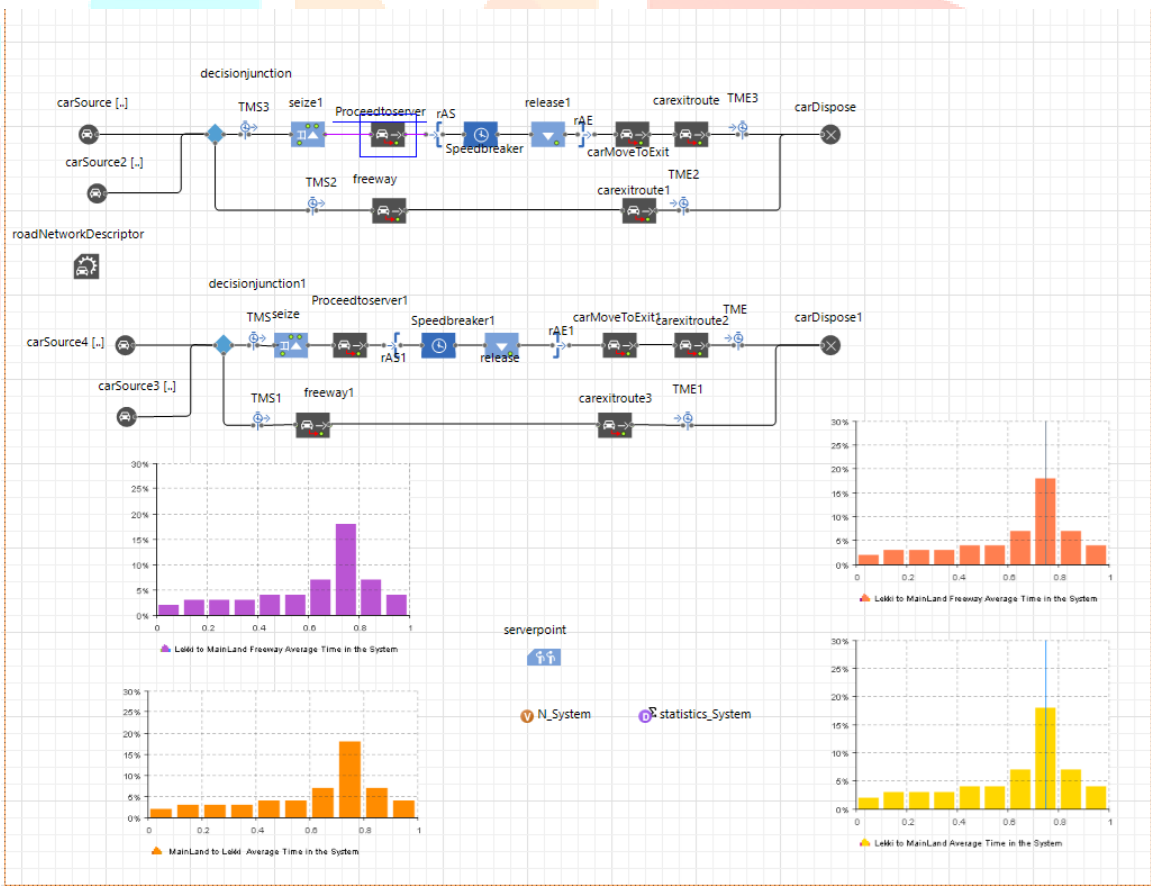 decisionjunction
carSource [..]
TMS3
seize1
Proceedtoserver
rAS
release1
rAE
carexitroute
TME3
carDispose
Speedbreaker
carMoveToExit
carSource2 [..]
TMS2
freeway
carexitroute1
TME2
roadNetworkDescriptor
decisionjunction1
Proceedtoserver1
TMS
seize
Speedbreaker1
rAE1
carMoveToExit1
carexitroute2
TME
carDispose1
carSource4 [..]
rAS1
release
carSource3 [..]
TMS1
freeway1
carexitroute3
TME1
30%
25%
20%
15%
10%
5%
0%
0 0.2 0.4 0.6 0.8 1
Lekki to MainLand Freeway Average Time in the System
30%
25%
20%
15%
10%
5%
0%
0 0.2 0.4 0.6 0.8 1
Lekki to MainLand Freeway Average Time in the System
serverpoint
V N_System
D Σ statistics_System
30%
25%
20%
15%
10%
5%
0%
0 0.2 0.4 0.6 0.8 1
MainLand to Lekki Average Time in the System
30%
25%
20%
15%
10%
5%
0%
0 0.2 0.4 0.6 0.8 1
Lekki to MainLand Average Time in the System